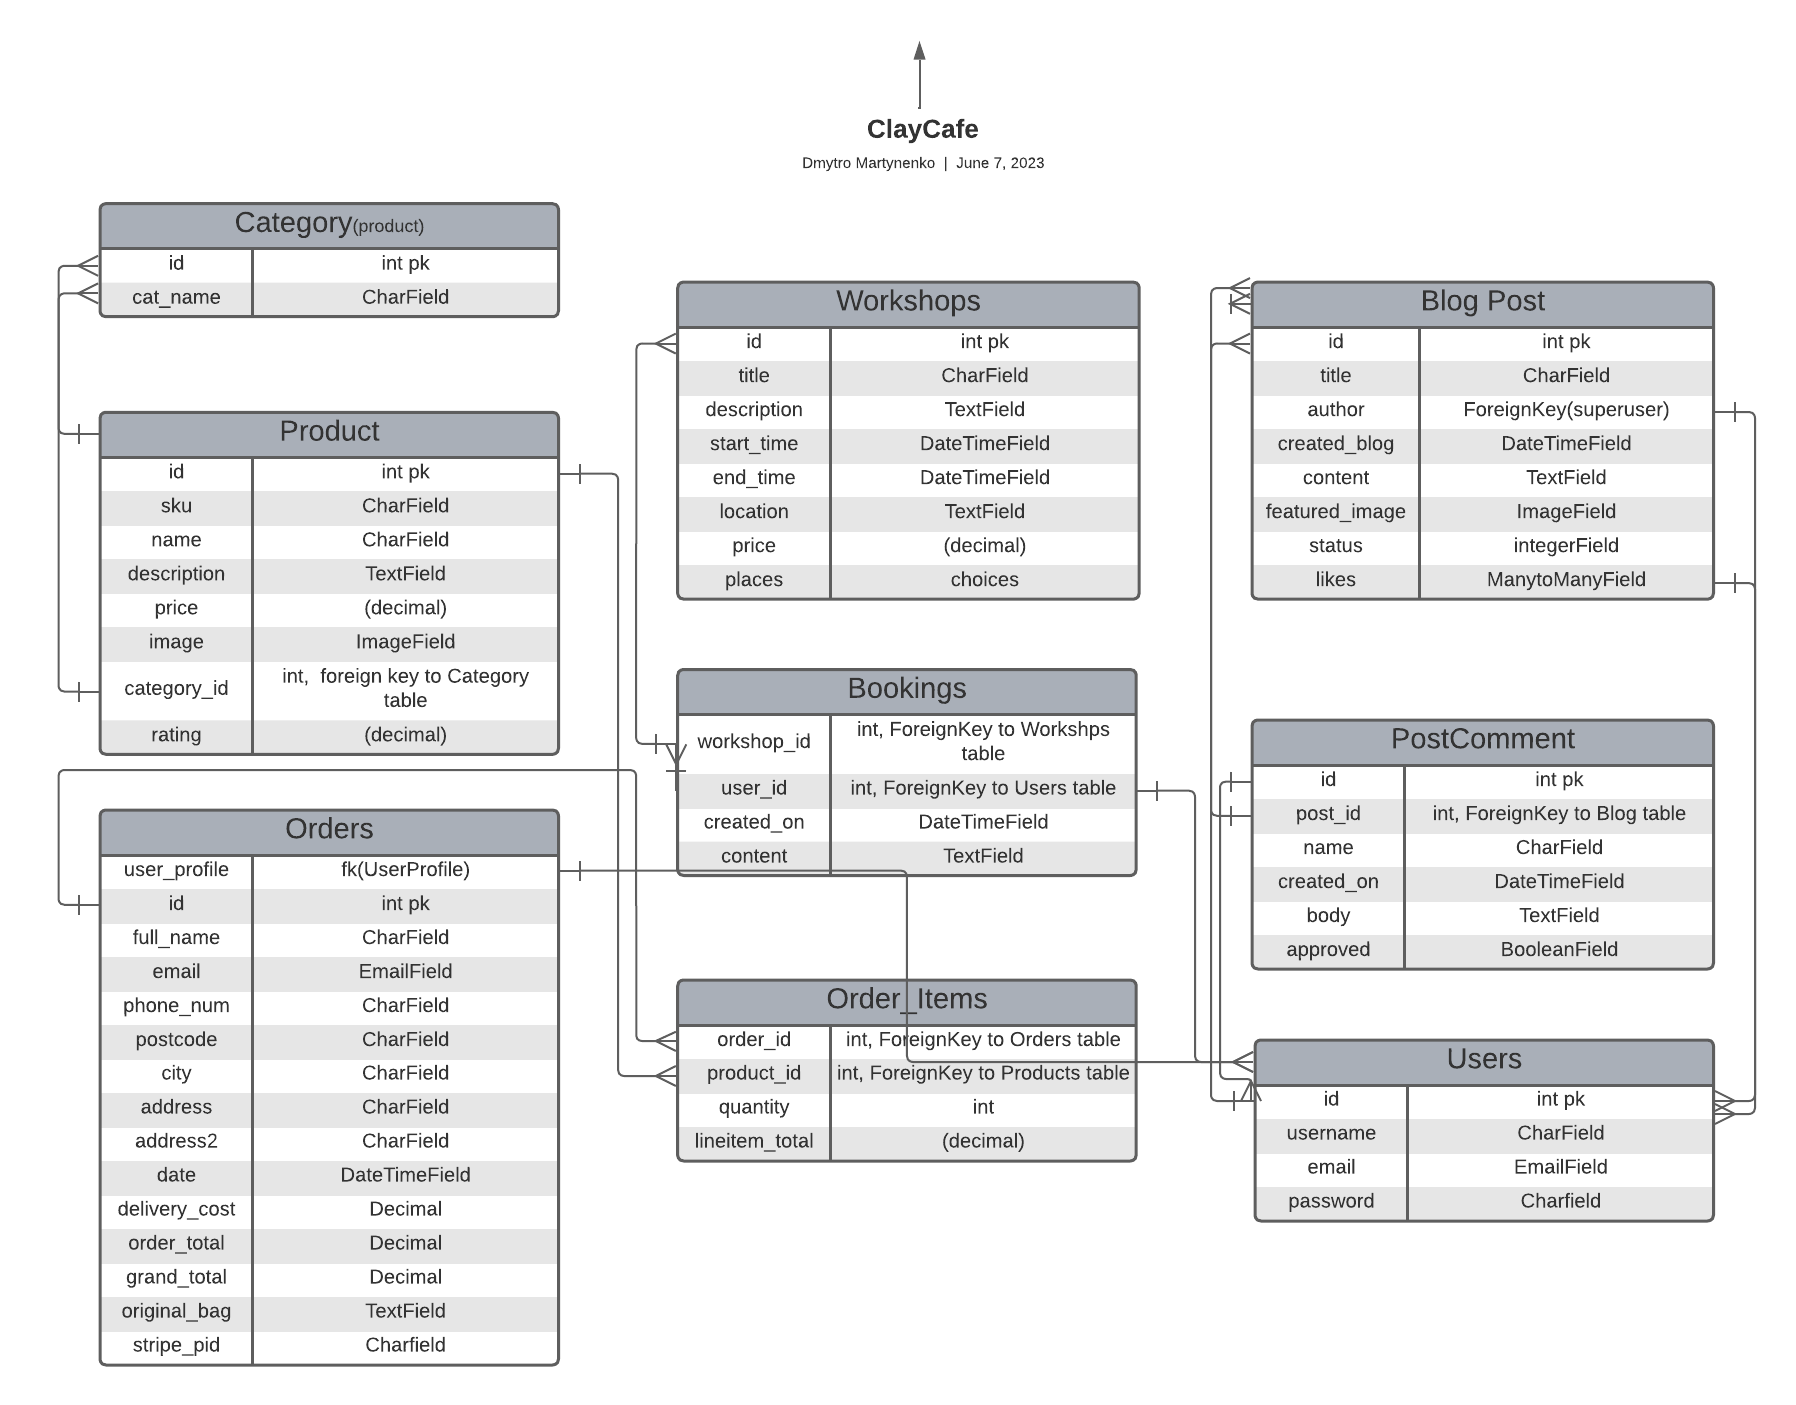 ClayCafe
Dmytro Martynenko | June 7, 2023
Category(product)
id int pk
cat_name CharField
Product
id int pk
sku CharField
name CharField
description TextField
price (decimal)
image ImageField
category_id int, foreign key to Category
table
rating (decimal)
Orders
user_profile fk(UserProfile)
id int pk
full_name CharField
email EmailField
phone_num CharField
postcode CharField
city CharField
address CharField
address2 CharField
date DateTimeField
delivery_cost Decimal
order_total Decimal
grand_total Decimal
original_bag TextField
stripe_pid Charfield
Workshops
id int pk
title CharField
description TextField
start_time DateTimeField
end_time DateTimeField
location TextField
price (decimal)
places choices
Bookings
workshop_id int, ForeignKey to Workshps
table
user_id int, ForeignKey to Users table
created_on DateTimeField
content TextField
Order_Items
order_id int, ForeignKey to Orders table
product_id int, ForeignKey to Products table
quantity int
lineitem_total (decimal)
Blog Post
id int pk
title CharField
author ForeignKey(superuser)
created_blog DateTimeField
content TextField
featured_image ImageField
status integerField
likes ManytoManyField
PostComment
id int pk
post_id int, ForeignKey to Blog table
name CharField
created_on DateTimeField
body TextField
approved BooleanField
Users
id int pk
username CharField
email EmailField
password Charfield